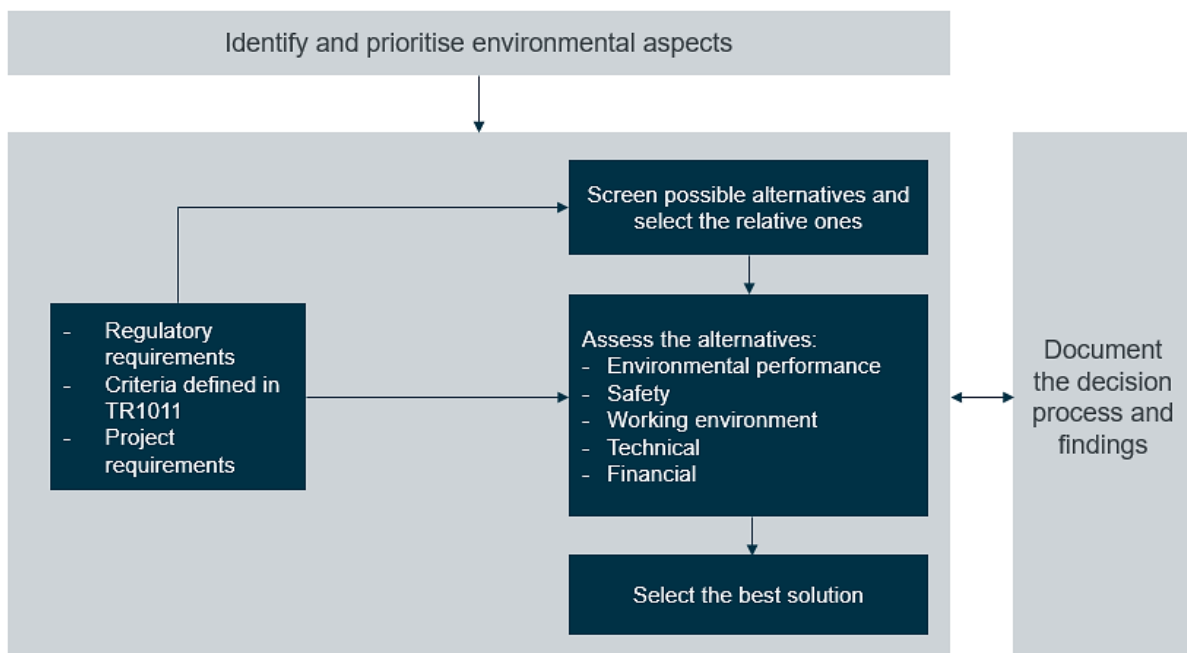 Identify and prioritise environmental aspects
Screen possible alternatives and
select the relative ones
- Regulatory
requirements
- Criteria defined in
TR1011
- Project
requirements
Assess the alternatives:
- Environmental performance
- Safety
- Working environment
- Technical
- Financial
Select the best solution
Document
the decision
process and
findings